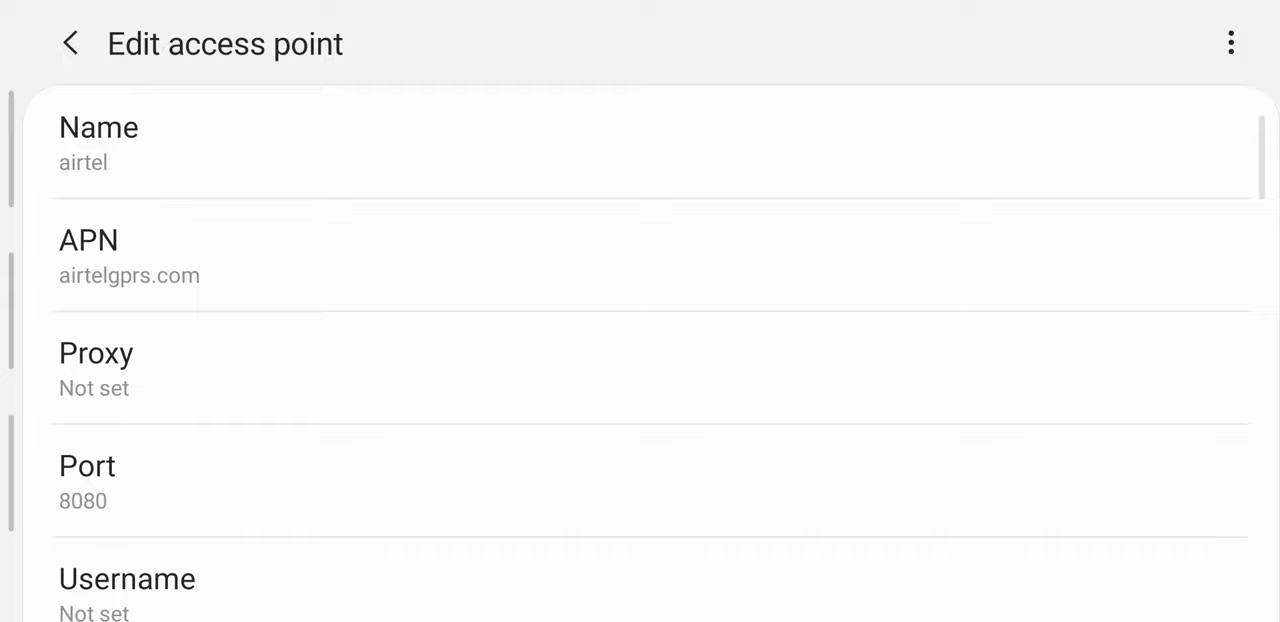 Edit access point
Name
airtel
APN
airtelgprs.com
Proxy
Not set
Port
8080
Username
Not set